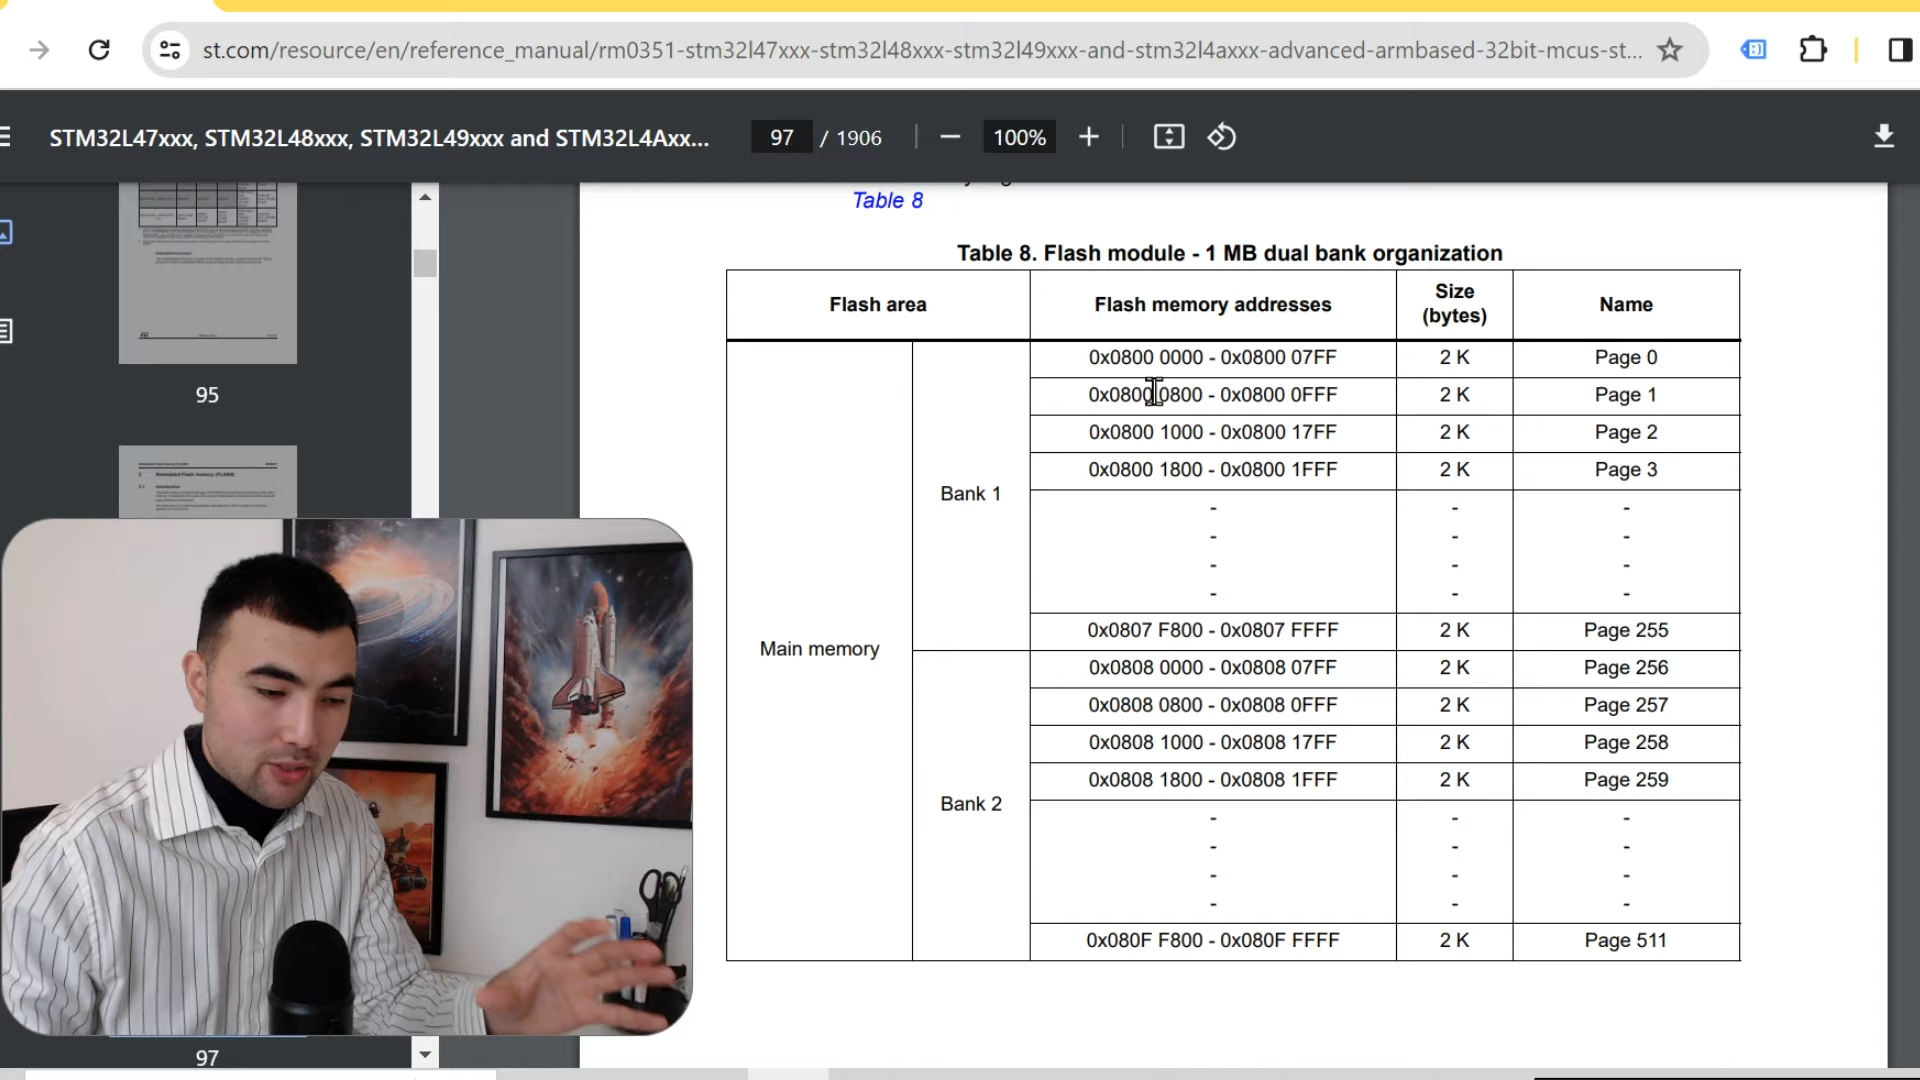 st.com/resource/en/reference_manual/rm0351-stm32l47xxx-stm32l48xxx-stm32l49xxx-and-stm32l4axxx-advanced-armbased-32bit-mcus-st...
STM32L47xxx, STM32L48xxx, STM32L49xxx and STM32L4Axx...
97 / 1906
100%
95
97
Table 8
Table 8. Flash module - 1 MB dual bank organization
Flash area Flash memory addresses Size (bytes) Name
Main memory
Bank 1
0x0800 0000 - 0x0800 07FF 2 K Page 0
0x0800 0800 - 0x0800 0FFF 2 K Page 1
0x0800 1000 - 0x0800 17FF 2 K Page 2
0x0800 1800 - 0x0800 1FFF 2 K Page 3
- - -
- - -
- - -
- - -
0x0807 F800 - 0x0807 FFFF 2 K Page 255
Bank 2
0x0808 0000 - 0x0808 07FF 2 K Page 256
0x0808 0800 - 0x0808 0FFF 2 K Page 257
0x0808 1000 - 0x0808 17FF 2 K Page 258
0x0808 1800 - 0x0808 1FFF 2 K Page 259
- - -
- - -
- - -
- - -
0x080F F800 - 0x080F FFFF 2 K Page 511